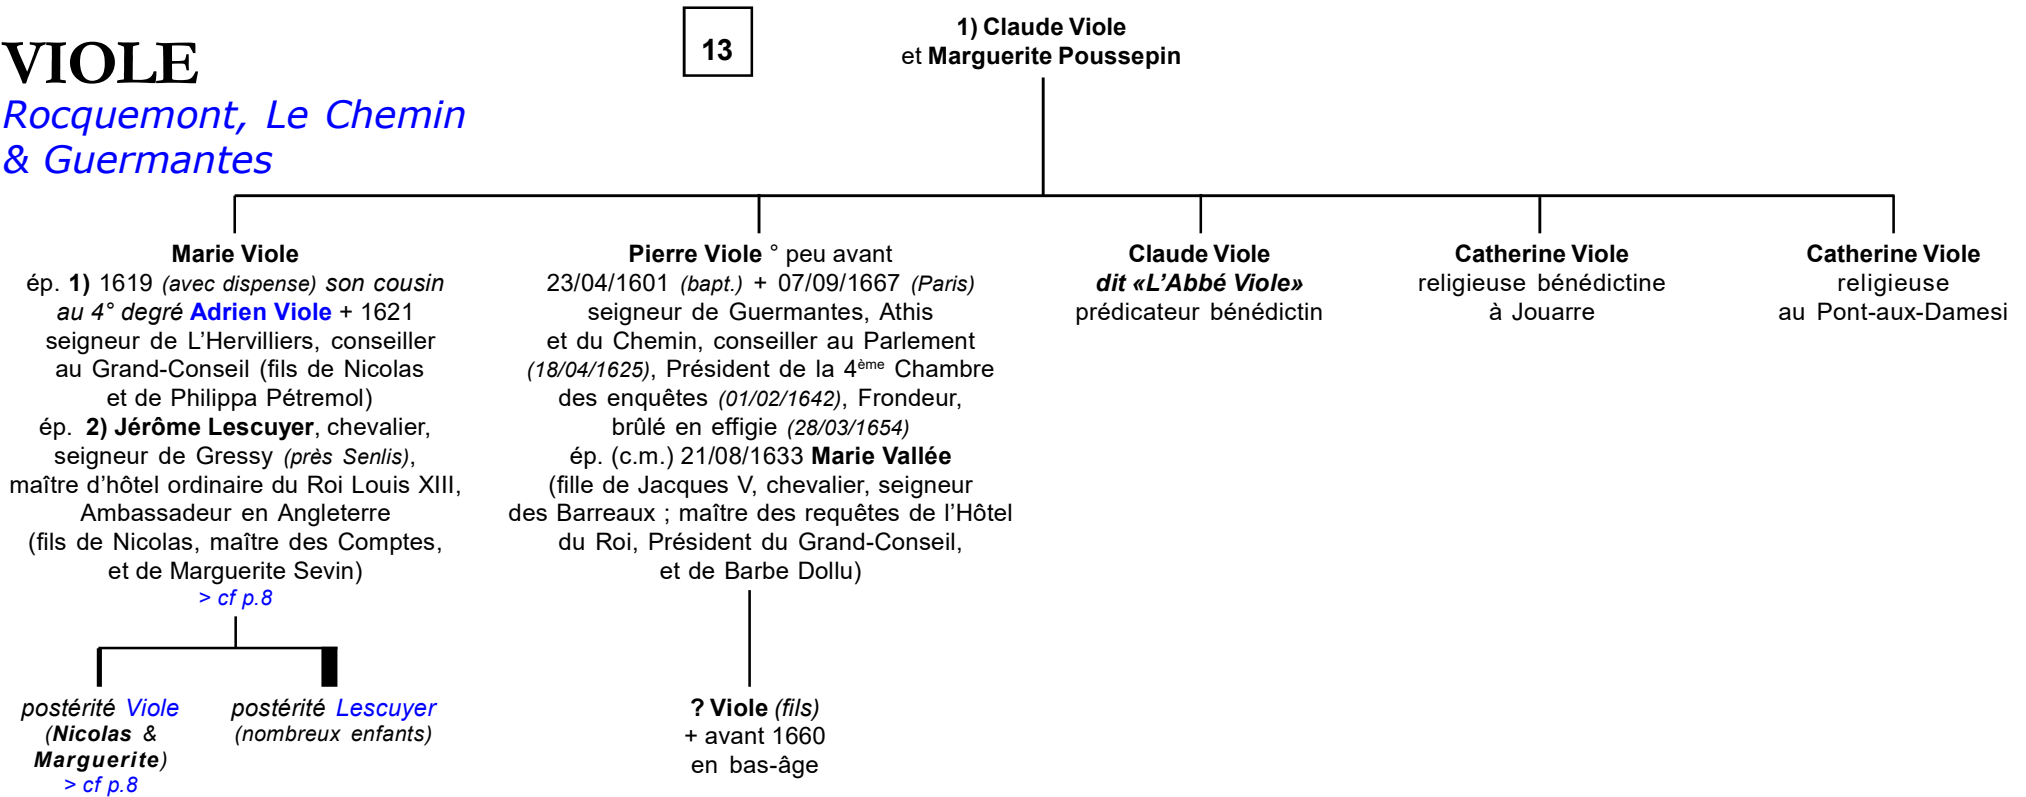 VIOLE
Rocquemont, Le Chemin
& Guermantes
13
1) Claude Viole
et Marguerite Poussepin
Marie Viole
ép. 1) 1619 (avec dispense) son cousin
au 4° degré Adrien Viole + 1621
seigneur de L’Hervilliers, conseiller
au Grand-Conseil (fils de Nicolas
et de Philippa Pétremol)
ép. 2) Jérôme Lescuyer, chevalier,
seigneur de Gressy (près Senlis),
maître d’hôtel ordinaire du Roi Louis XIII,
Ambassadeur en Angleterre
(fils de Nicolas, maître des Comptes,
et de Marguerite Sevin)
> cf p.8
postérité Viole
(Nicolas &
Marguerite)
> cf p.8
postérité Lescuyer
(nombreux enfants)
Pierre Viole ° peu avant
23/04/1601 (bapt.) + 07/09/1667 (Paris)
seigneur de Guermantes, Athis
et du Chemin, conseiller au Parlement
(18/04/1625), Président de la 4ème Chambre
des enquêtes (01/02/1642), Frondeur,
brûlé en effigie (28/03/1654)
ép. (c.m.) 21/08/1633 Marie Vallée
(fille de Jacques V, chevalier, seigneur
des Barreaux ; maître des requêtes de l’Hôtel
du Roi, Président du Grand-Conseil,
et de Barbe Dollu)
? Viole (fils)
+ avant 1660
en bas-âge
Claude Viole
dit «L’Abbé Viole»
prédicateur bénédictin
Catherine Viole
religieuse bénédictine
à Jouarre
Catherine Viole
religieuse
au Pont-aux-Damesi